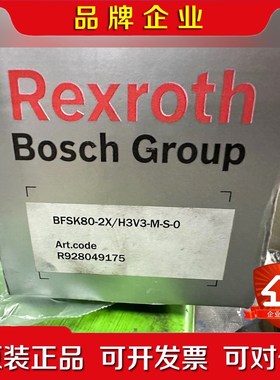 品牌企业
Rexroth
Bosch Group
BFSK80-2X/H3V3-M-S-0
Art.code
R928049175
企业
原装正品 可开发票 可对